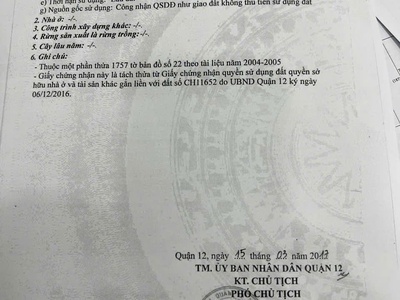 e) Thời hạn sử dụng:
g) Nguồn gốc sử dụng: Công nhận QSDĐ như giao đất không thu tiền sử dụng đất
2. Nhà ở: -/-.
3. Công trình xây dựng khác: -/-.
4. Rừng sản xuất là rừng trồng: -/-.
5. Cây lâu năm: -/-.
6. Ghi chú:
- Thuộc một phần thửa 1757 tờ bản đồ số 22 theo tài liệu năm 2004-2005
- Giấy chứng nhận này là tách thửa từ Giấy chứng nhận quyền sử dụng đất quyền sở
hữu nhà ở và tài sản khác gắn liền với đất số CH11652 do UBND Quận 12 ký ngày
06/12/2016.
Quận 12, ngày 15 tháng 03 năm 2017
TM. ỦY BAN NHÂN DÂN QUẬN 12
KT. CHỦ TỊCH
PHÓ CHỦ TỊCH